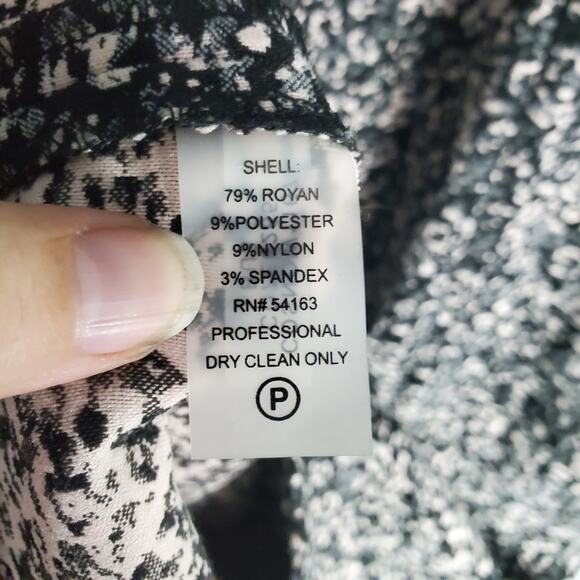 SHELL:
79% ROYAN
9%POLYESTER
9%NYLON
3% SPANDEX
RN# 54163
PROFESSIONAL
DRY CLEAN ONLY
P